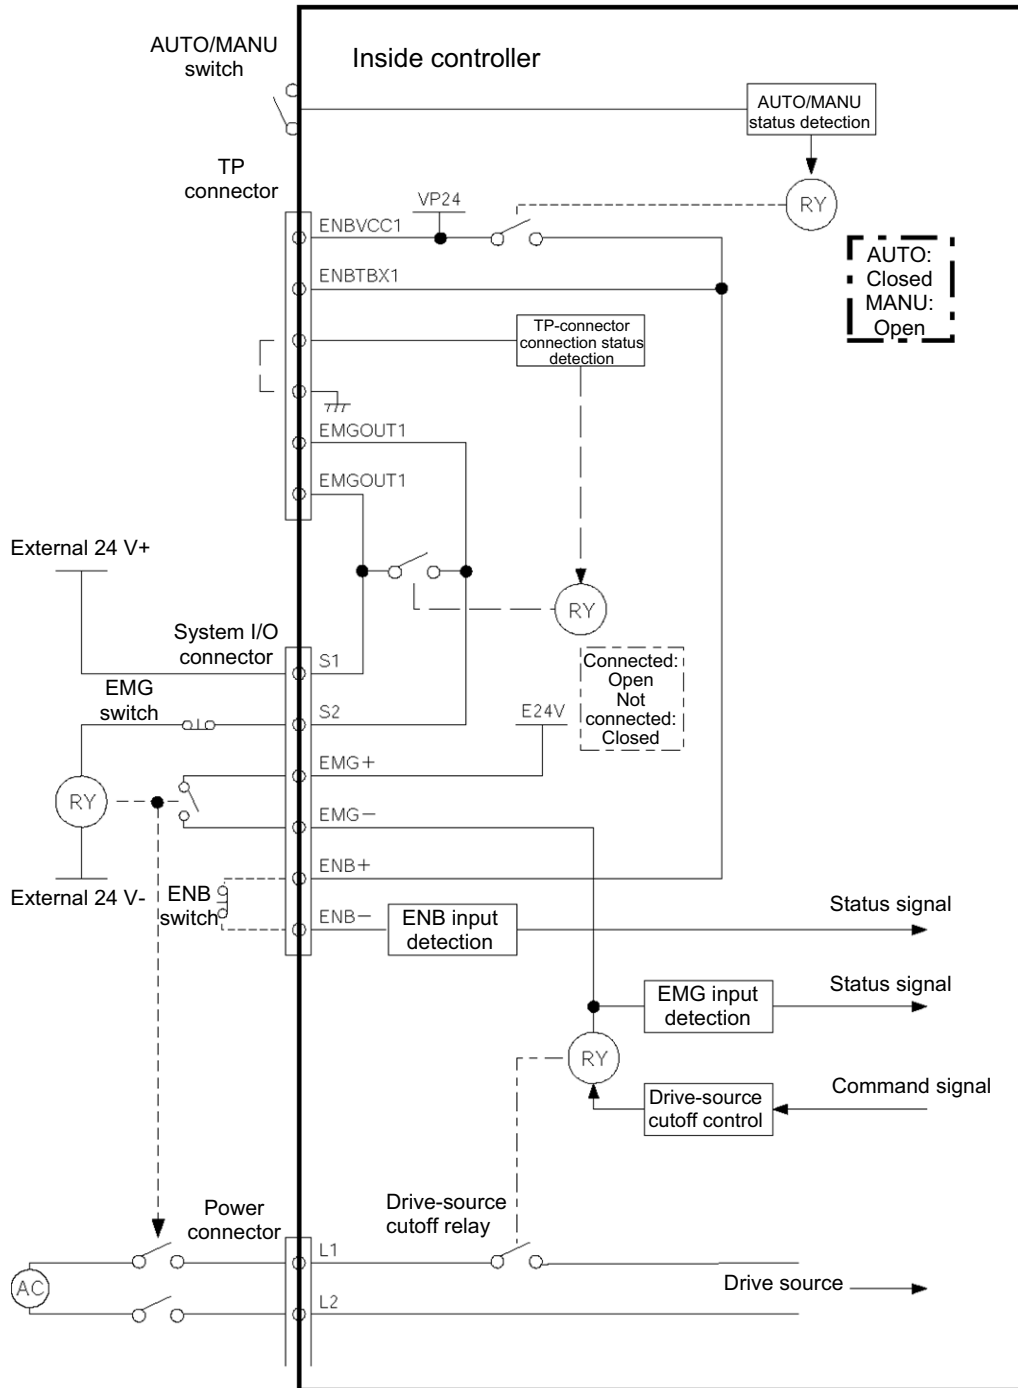 AUTO/MANU
switch
Inside controller
AUTO/MANU
status detection
TP
connector
RY
VP24
ENBVCC1
AUTO:
Closed
MANU:
Open
ENBTBX1
TP-connector
connection status
detection
EMGOUT1
EMGOUT1
External 24 V+
RY
System I/O
connector
S1
Connected:
Open
Not
connected:
Closed
EMG
switch
S2
E24V
EMG+
RY
EMG−
External 24 V-
ENB
switch
ENB+
ENB−
ENB input
detection
Status signal
EMG input
detection
Status signal
RY
Drive-source
cutoff control
Command signal
Power
connector
Drive-source
cutoff relay
L1
AC
Drive source
L2